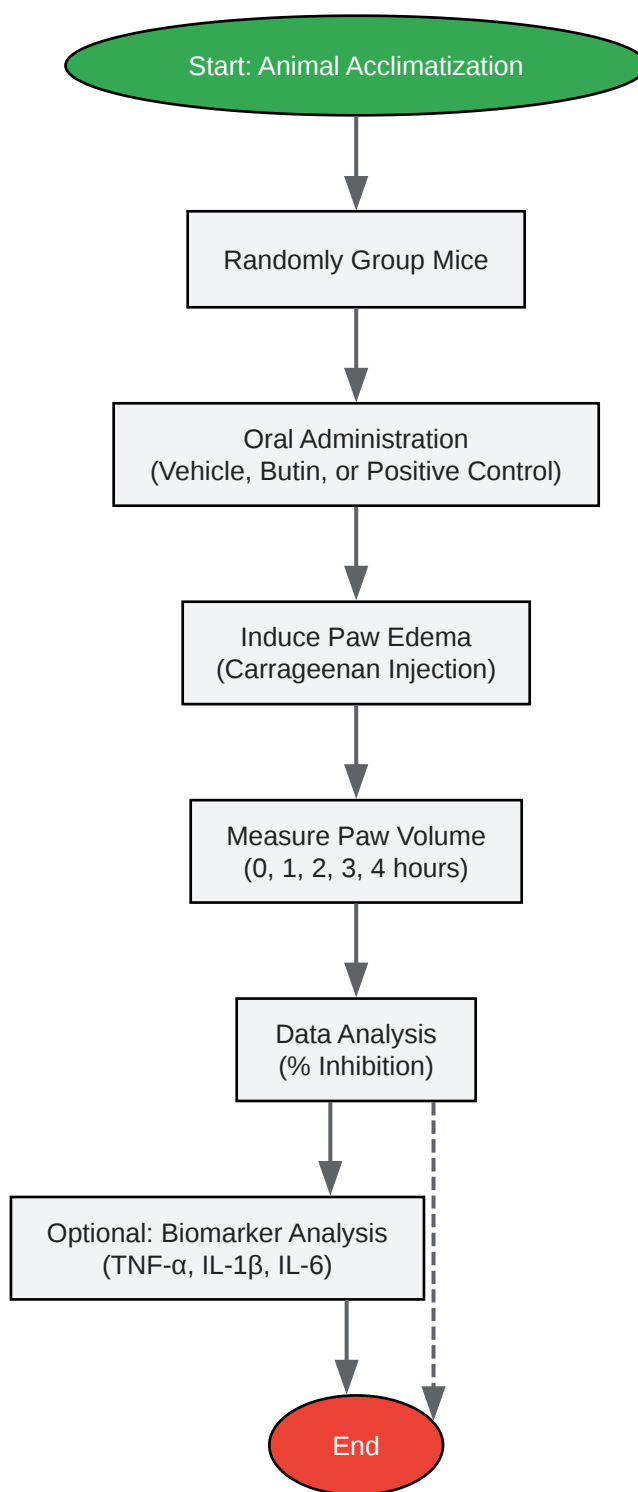 Start: Animal Acclimatization
Randomly Group Mice
Oral Administration
(Vehicle, Butin, or Positive Control)
Induce Paw Edema
(Carrageenan Injection)
Measure Paw Volume
(0, 1, 2, 3, 4 hours)
Data Analysis
(% Inhibition)
Optional: Biomarker Analysis
(TNF-α, IL-1β, IL-6)
End